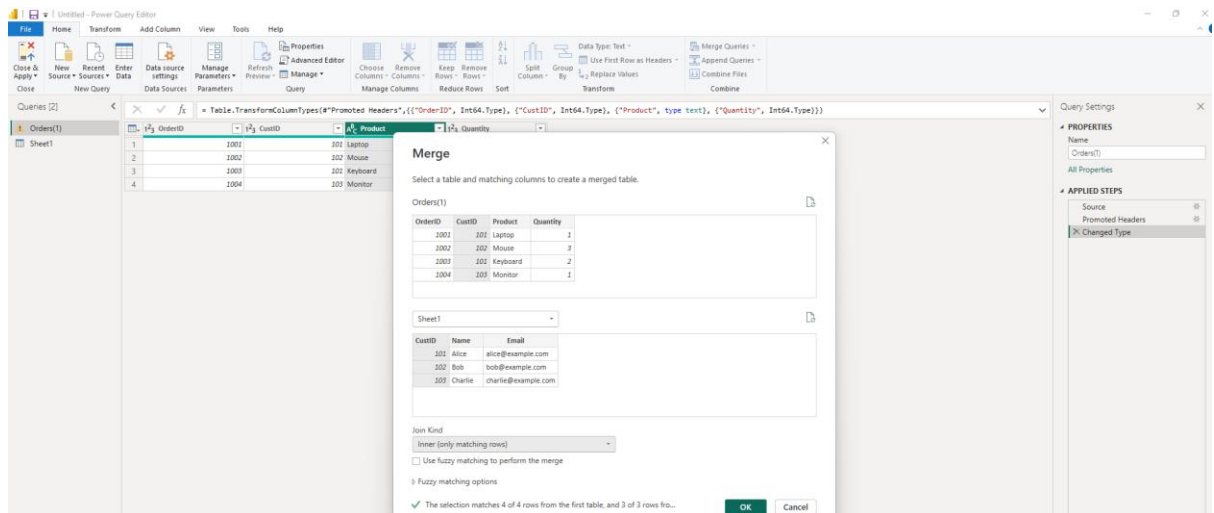 Untitled - Power Query Editor
File Home Transform Add Column View Tools Help
Close & Apply
New Source
Recent Sources
Enter Data
Data source settings
Manage Parameters
Refresh Preview
Properties
Advanced Editor
Manage
Choose Columns
Remove Columns
Keep Rows
Remove Rows
Split Column
Group By
Data Type: Text
Use First Row as Headers
Replace Values
Merge Queries
Append Queries
Combine Files
Close New Query Data Sources Parameters Query Manage Columns Reduce Rows Sort Transform Combine
Queries [2]
Orders(1)
Sheet1
fx = Table.TransformColumnTypes(#"Promoted Headers",{{"OrderID", Int64.Type}, {"CustID", Int64.Type}, {"Product", type text}, {"Quantity", Int64.Type}})
OrderID CustID Product Quantity
1 1001 101 Laptop
2 1002 102 Mouse
3 1003 101 Keyboard
4 1004 103 Monitor
Merge
Select a table and matching columns to create a merged table.
Orders(1)
OrderID CustID Product Quantity
1001 101 Laptop 1
1002 102 Mouse 3
1003 101 Keyboard 2
1004 103 Monitor 1
Sheet1
CustID Name Email
101 Alice alice@example.com
102 Bob bob@example.com
103 Charlie charlie@example.com
Join Kind
Inner (only matching rows)
Use fuzzy matching to perform the merge
Fuzzy matching options
The selection matches 4 of 4 rows from the first table, and 3 of 3 rows fro...
OK Cancel
Query Settings
PROPERTIES
Name
Orders(1)
All Properties
APPLIED STEPS
Source
Promoted Headers
Changed Type